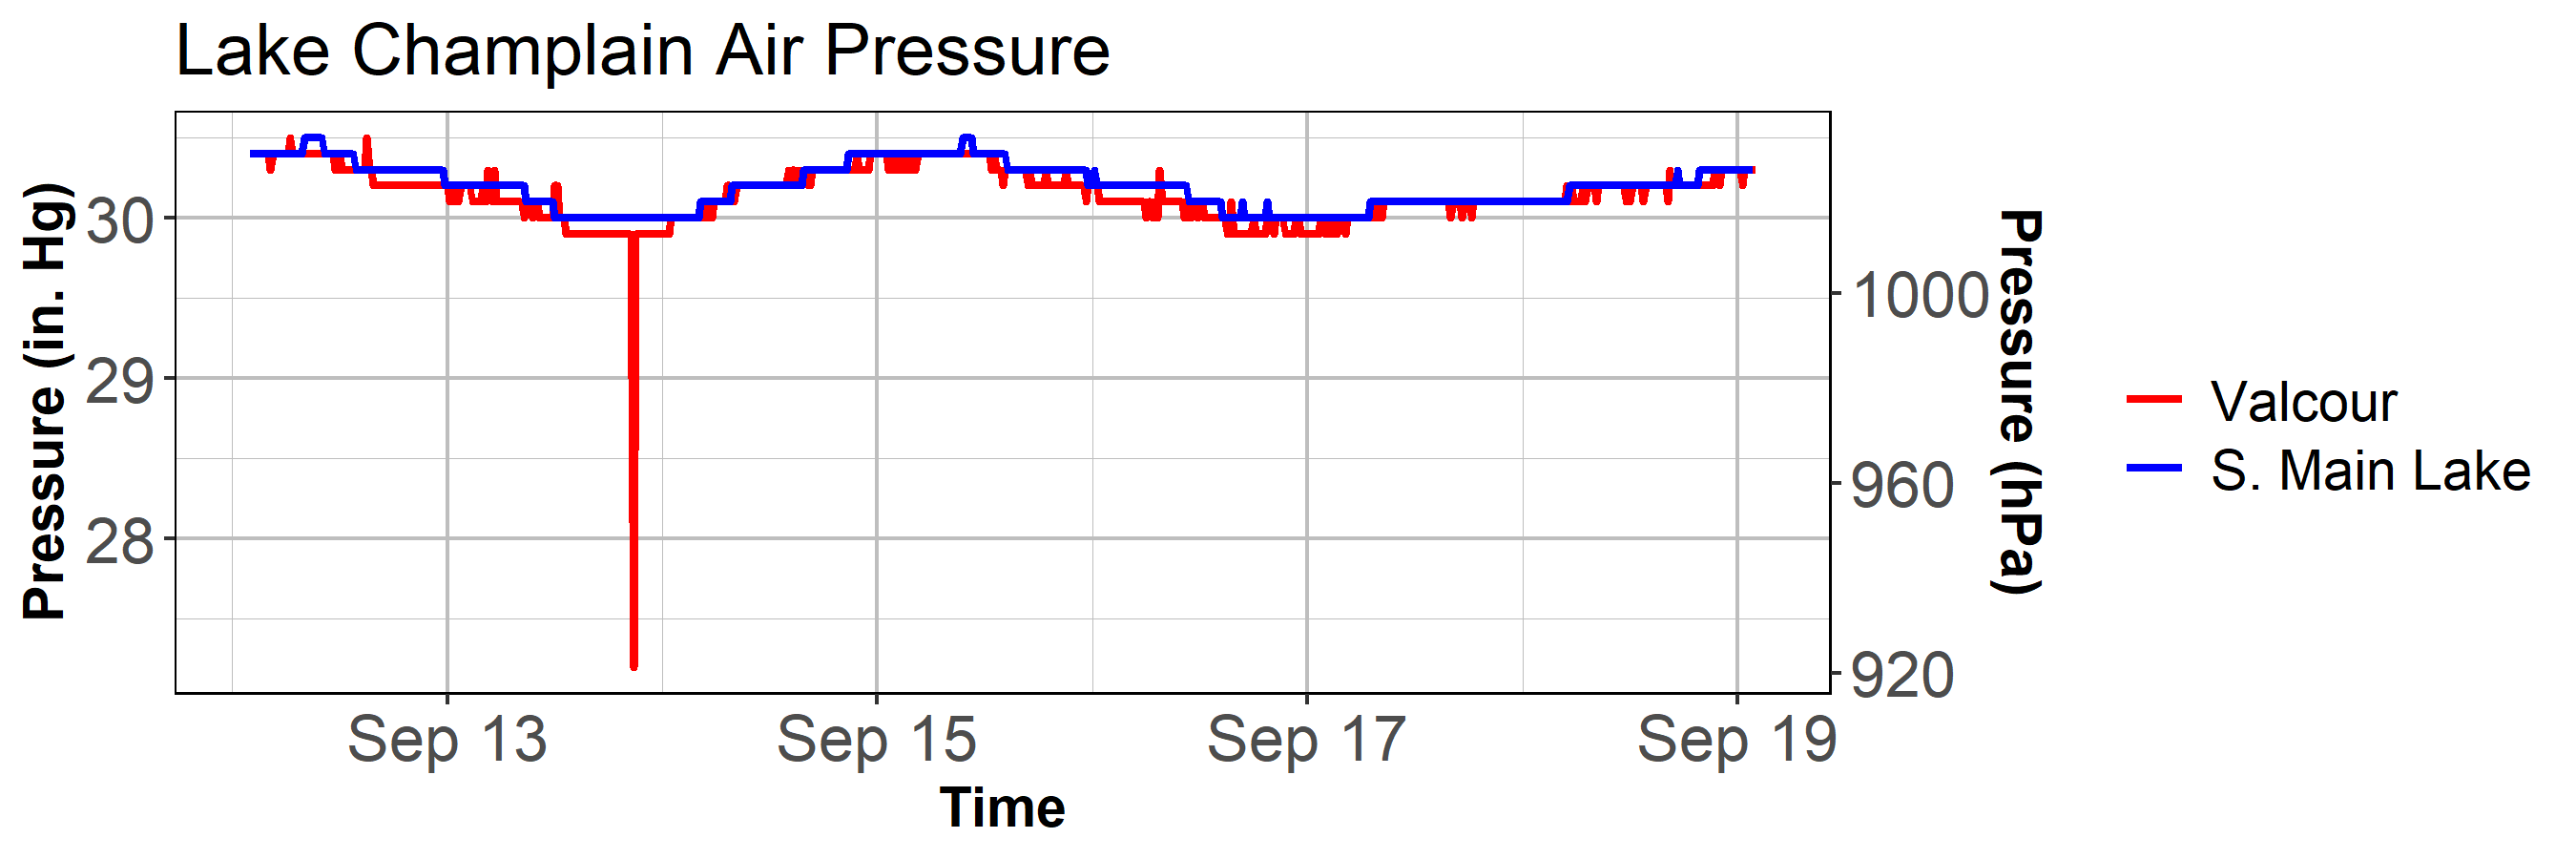 Lake Champlain Air Pressure
Pressure (in. Hg)
30
29
28
1000
960
920
Pressure (hPa)
Valcour
S. Main Lake
Sep 13
Sep 15
Sep 17
Sep 19
Time